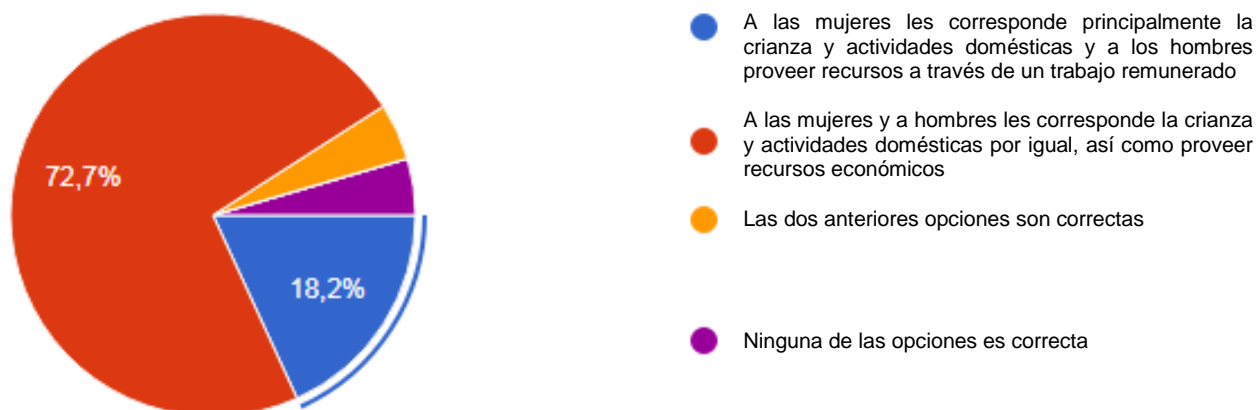 72,7%
18,2%
A las mujeres les corresponde principalmente la
crianza y actividades domésticas y a los hombres
proveer recursos a través de un trabajo remunerado
A las mujeres y a hombres les corresponde la crianza
y actividades domésticas por igual, así como proveer
recursos económicos
Las dos anteriores opciones son correctas
Ninguna de las opciones es correcta